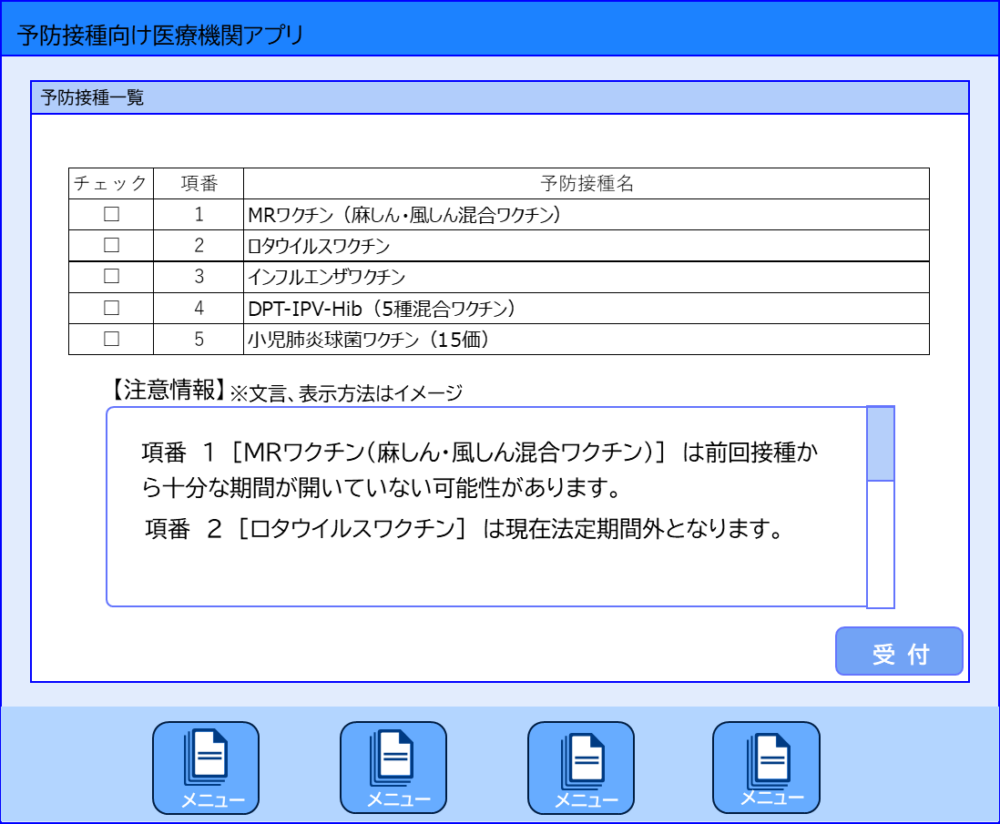 予防接種向け医療機関アプリ
予防接種一覧
チェック 項番 予防接種名
□ 1 MRワクチン（麻しん・風しん混合ワクチン）
□ 2 ロタウイルスワクチン
□ 3 インフルエンザワクチン
□ 4 DPT-IPV-Hib（5種混合ワクチン）
□ 5 小児肺炎球菌ワクチン（15価）
【注意情報】※文言、表示方法はイメージ
項番 １［MRワクチン（麻しん・風しん混合ワクチン）］ は前回接種か
ら十分な期間が開いていない可能性があります。
項番 ２［ロタウイルスワクチン］ は現在法定期間外となります。
受 付
メニュー メニュー メニュー メニュー